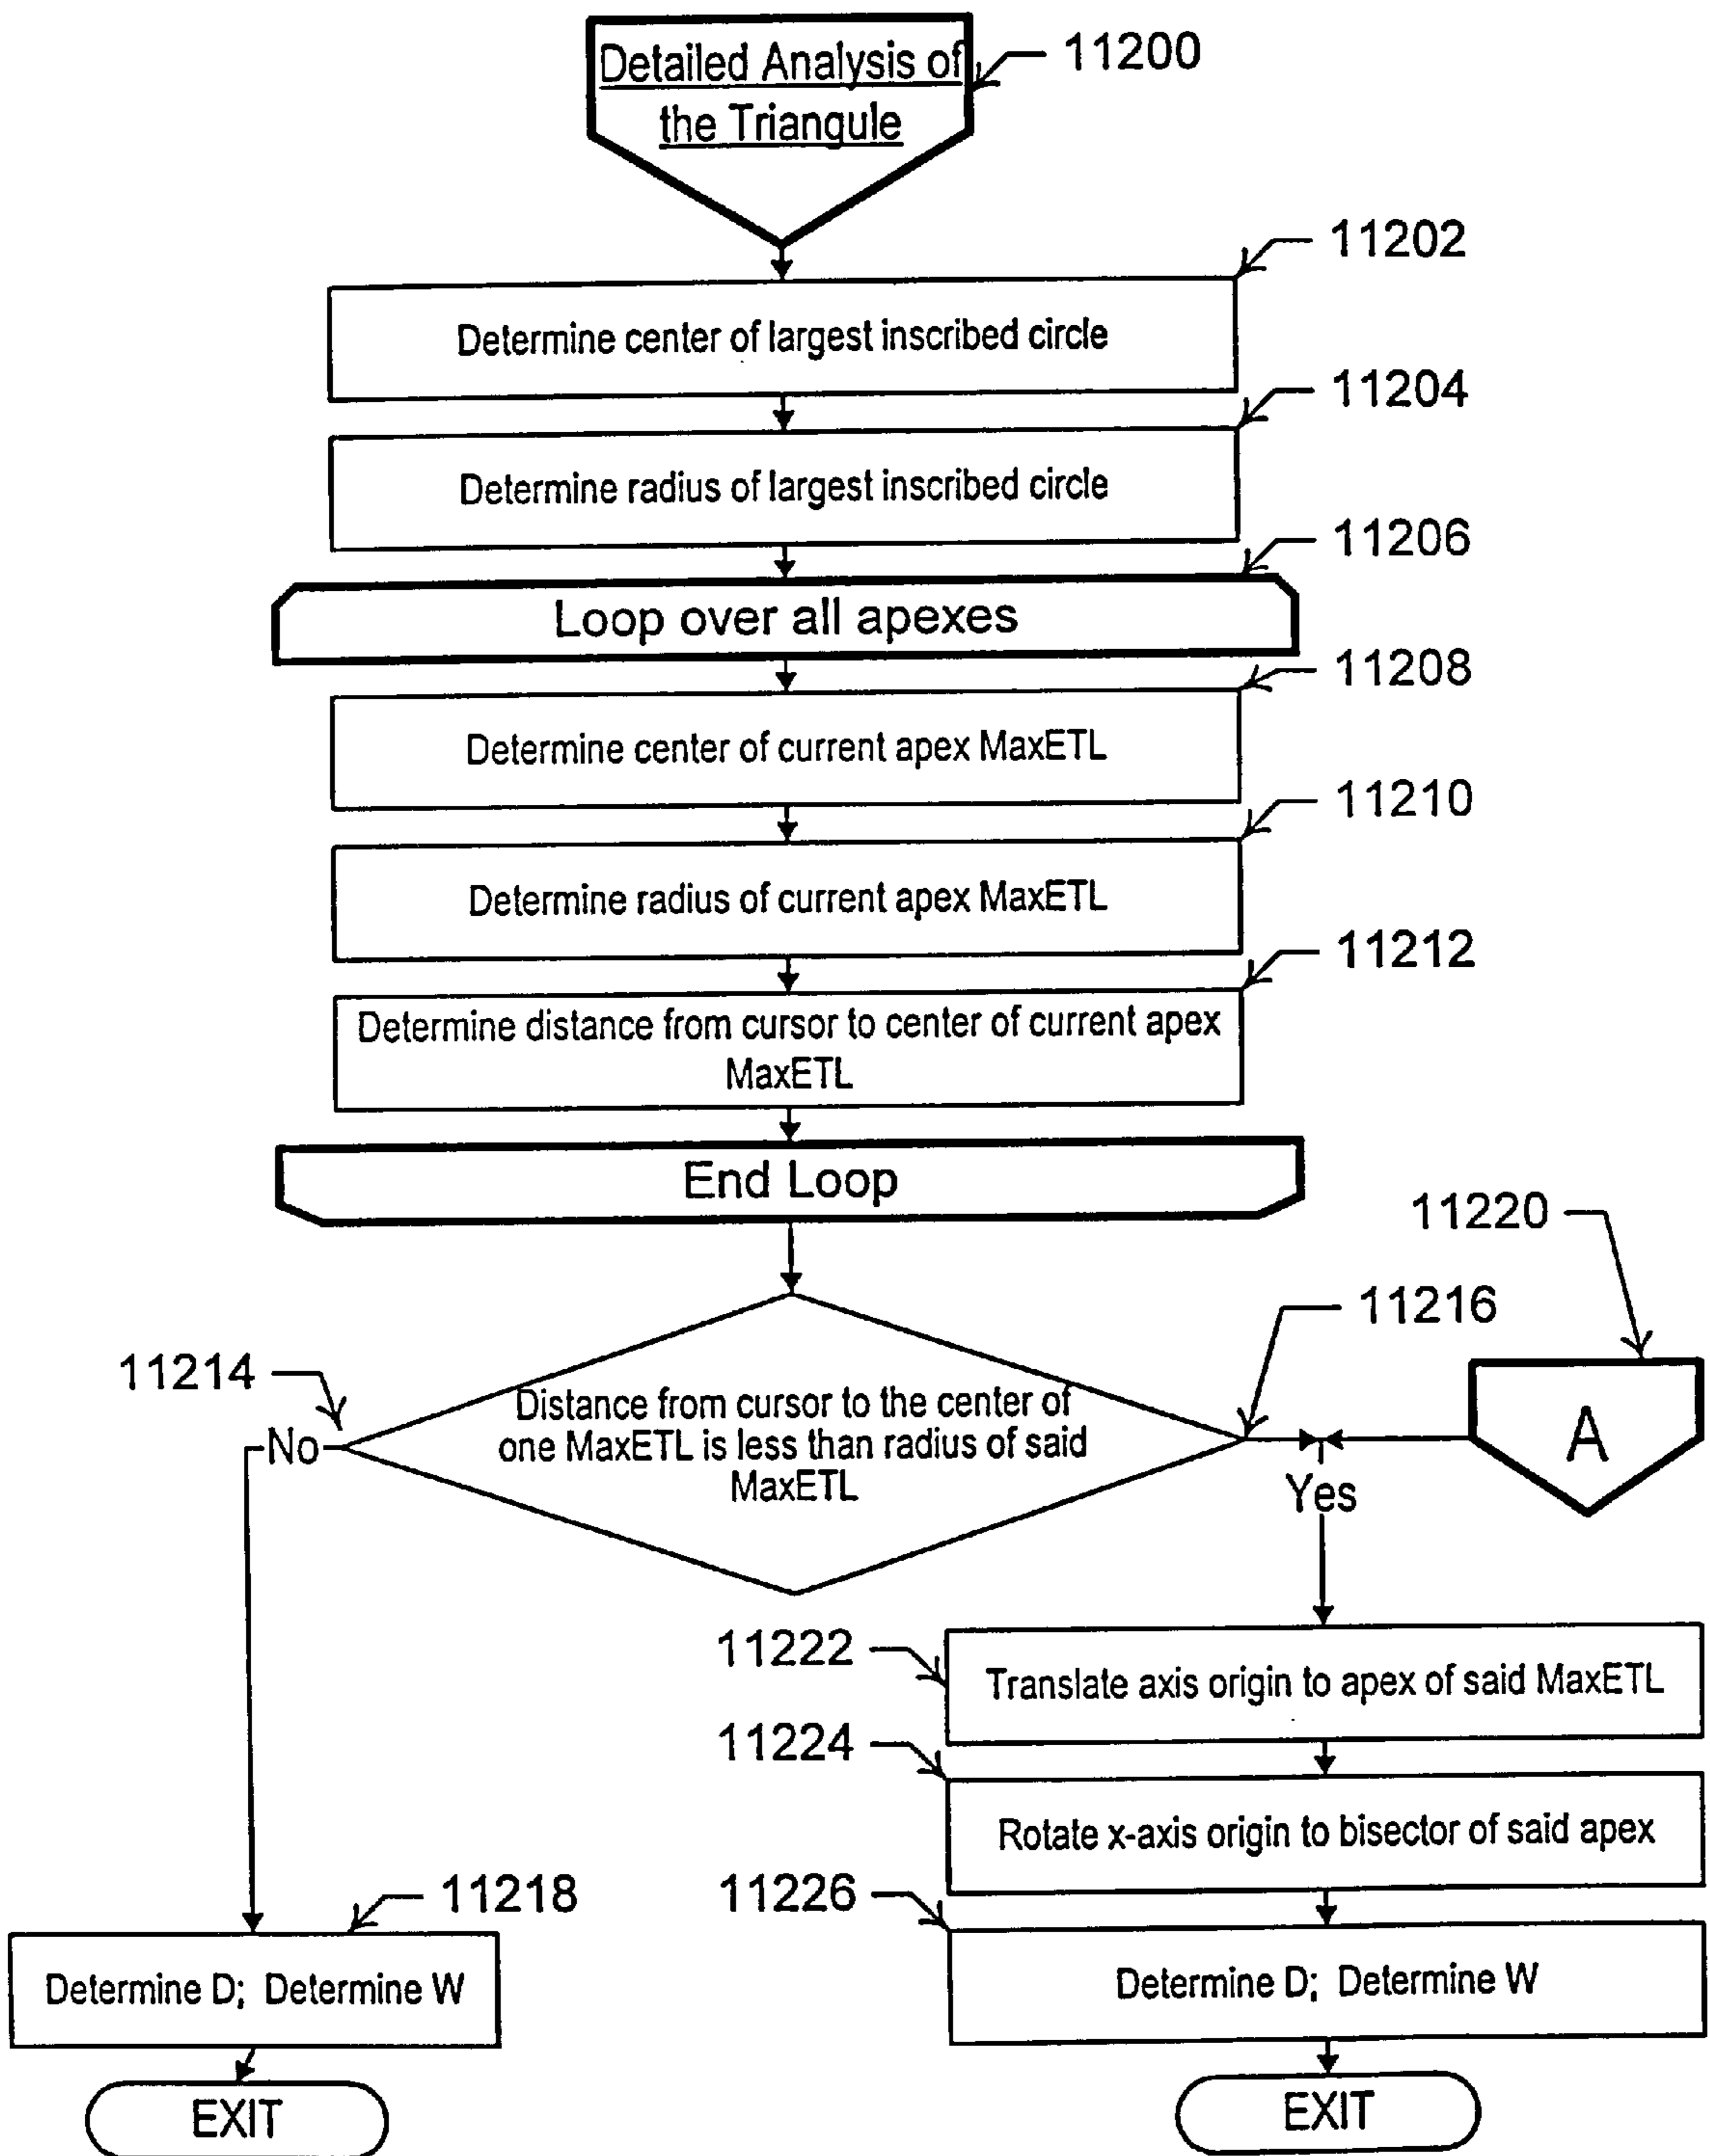 Detailed Analysis of
the Triangule
11200
11202
Determine center of largest inscribed circle
11204
Determine radius of largest inscribed circle
11206
Loop over all apexes
11208
Determine center of current apex MaxETL
11210
Determine radius of current apex MaxETL
11212
Determine distance from cursor to center of current apex
MaxETL
End Loop
11220
11216
11214
Distance from cursor to the center of
one MaxETL is less than radius of said
MaxETL
No
Yes
A
11222
Translate axis origin to apex of said MaxETL
11224
Rotate x-axis origin to bisector of said apex
11218
11226
Determine D; Determine W
Determine D; Determine W
EXIT
EXIT